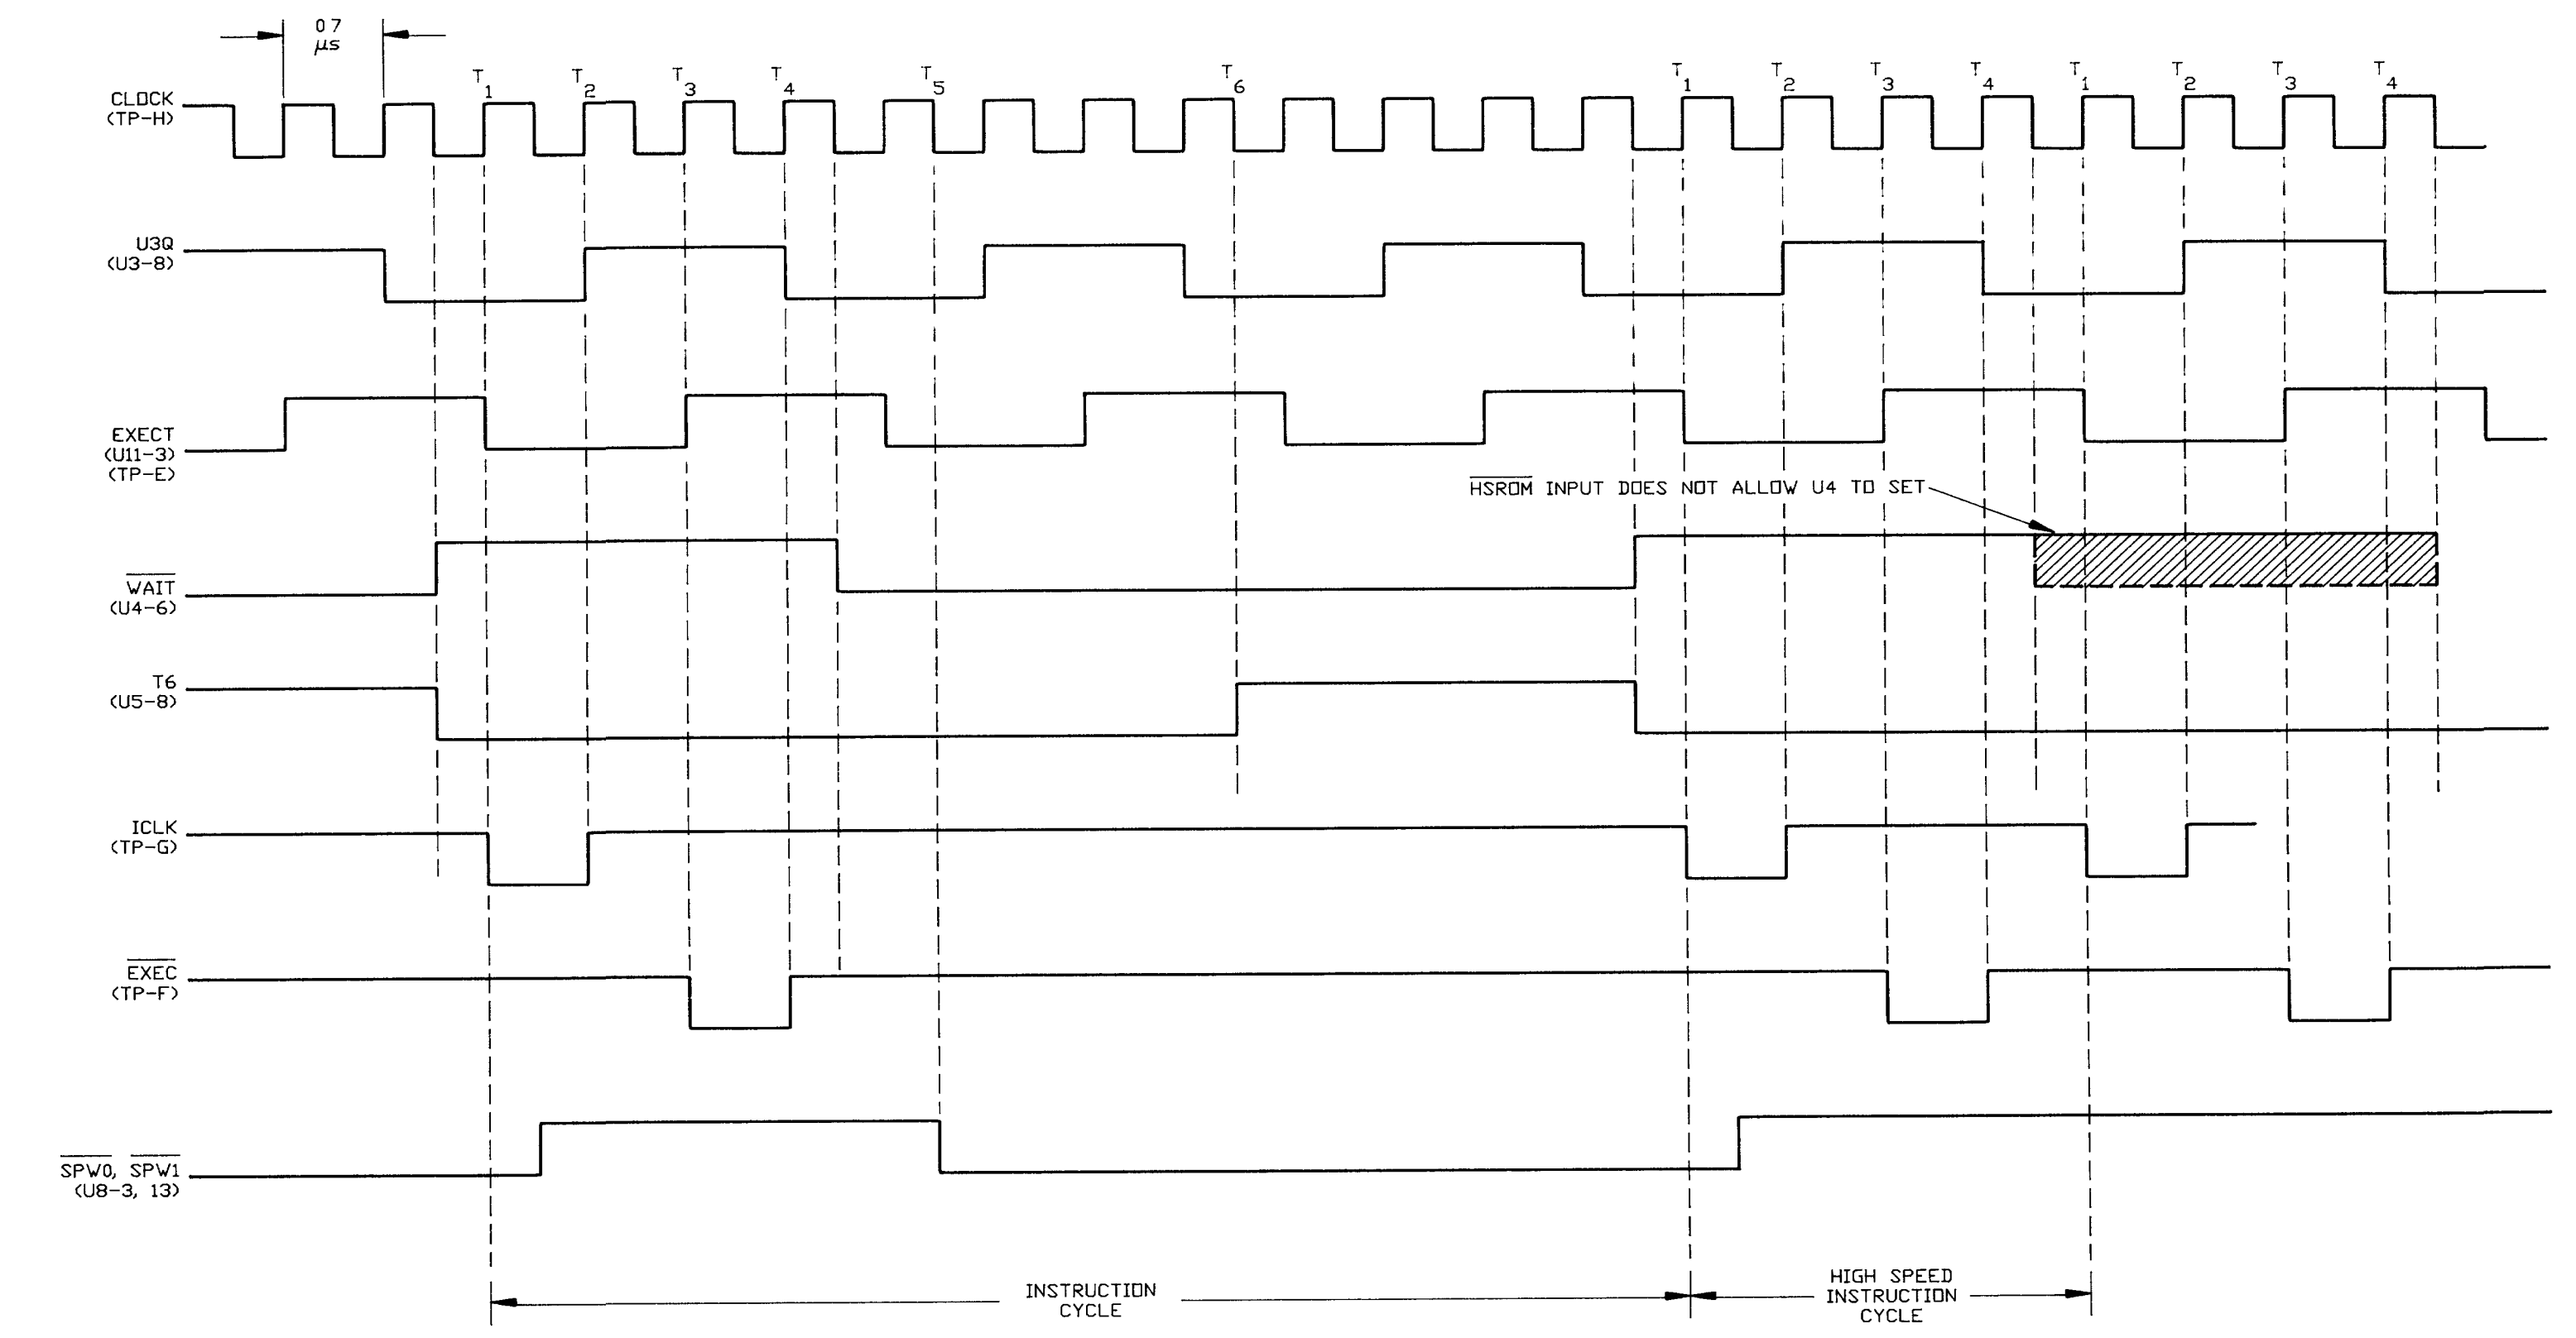 0 7
µs
T1 T2 T3 T4 T5 T6 T1 T2 T3 T4 T1 T2 T3 T4
CLOCK
(TP-H)
U3Q
(U3-8)
EXECT
(U11-3)
(TP-E)
HSROM INPUT DOES NOT ALLOW U4 TO SET
WAIT
(U4-6)
T6
(U5-8)
ICLK
(TP-G)
EXEC
(TP-F)
SPW0, SPW1
(U8-3, 13)
INSTRUCTION
CYCLE
HIGH SPEED
INSTRUCTION
CYCLE